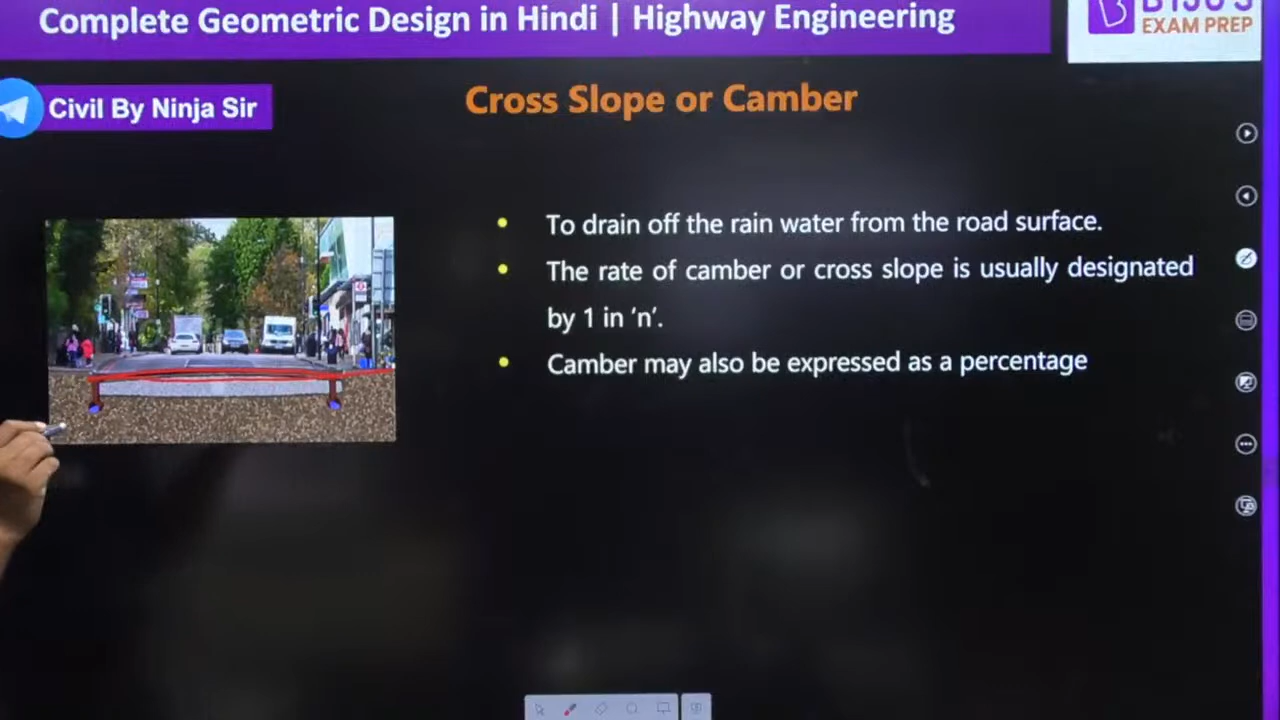 Complete Geometric Design in Hindi | Highway Engineering
EXAM PREP
Civil By Ninja Sir
Cross Slope or Camber
• To drain off the rain water from the road surface.
• The rate of camber or cross slope is usually designated
by 1 in ‘n’.
• Camber may also be expressed as a percentage